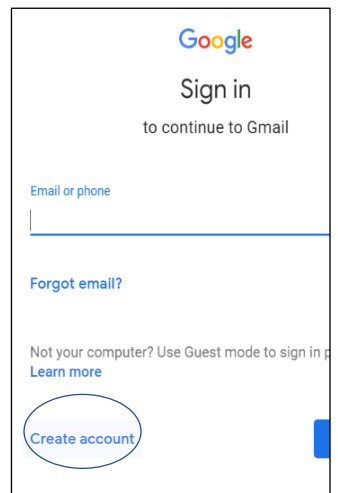 Google
Sign in
to continue to Gmail
Email or phone
Forgot email?
Not your computer? Use Guest mode to sign in p
Learn more
Create account